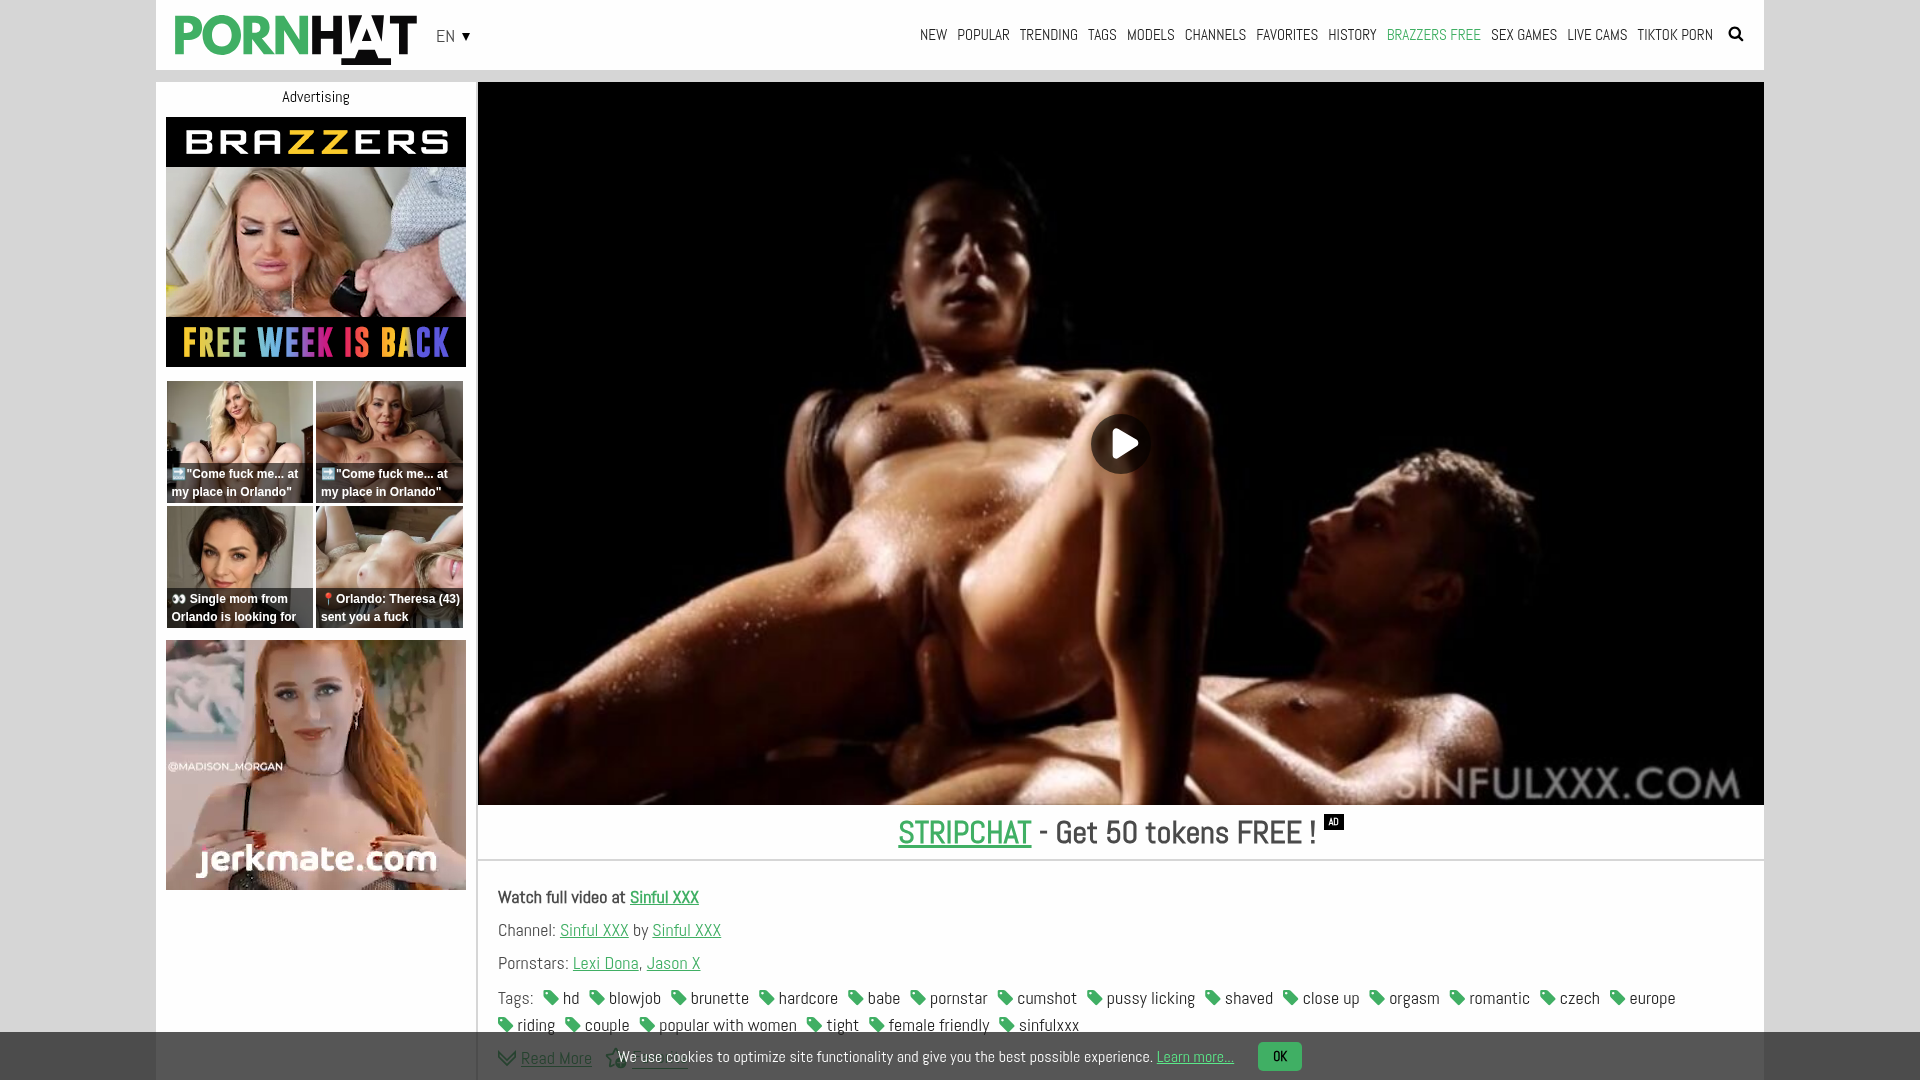 PORNHAT
EN ▼
NEW POPULAR TRENDING TAGS MODELS CHANNELS FAVORITES HISTORY BRAZZERS FREE SEX GAMES LIVE CAMS TIKTOK PORN
Advertising
BRAZZERS
FREE WEEK IS BACK
"Come fuck me... at
my place in Orlando"
"Come fuck me... at
my place in Orlando"
Single mom from
Orlando is looking for
Orlando: Theresa (43)
sent you a fuck
@MADISON_MORGAN
jerkmate.com
SINFULXXX.COM
STRIPCHAT - Get 50 tokens FREE ! AD
Watch full video at Sinful XXX
Channel: Sinful XXX by Sinful XXX
Pornstars: Lexi Dona, Jason X
Tags: hd blowjob brunette hardcore babe pornstar cumshot pussy licking shaved close up orgasm romantic czech europe
riding couple popular with women tight female friendly sinfulxxx
Read More
We use cookies to optimize site functionality and give you the best possible experience. Learn more... OK